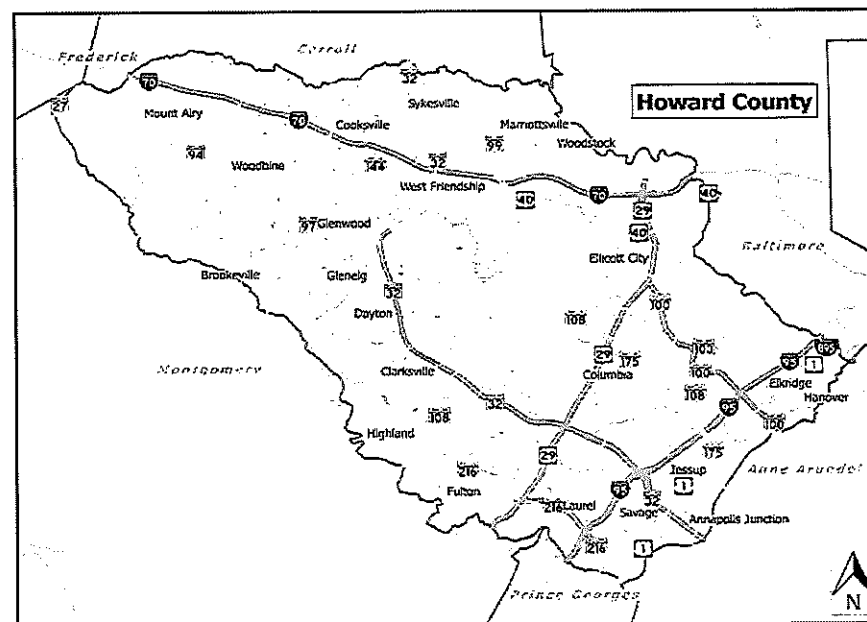 Carroll
Frederick
32
70
27
Sykesville
Howard County
Mount Airy
70
Cooksville
Marriottsville
99
Woodstock
94
Woodbine
144
32
West Friendship
40
70
29
40
97
Glenwood
40
Ellicott City
Baltimore
Brookeville
Glenelg
32
100
Dayton
108
29
100
95
895
Montgomery
175
Columbia
1
Clarksville
100
Elkridge
108
32
95
Hanover
108
Highland
100
29
175
Anne Arundel
216
Jessup
Fulton
95
1
32
216
Laurel
Savage
Annapolis Junction
216
1
Prince Georges
N